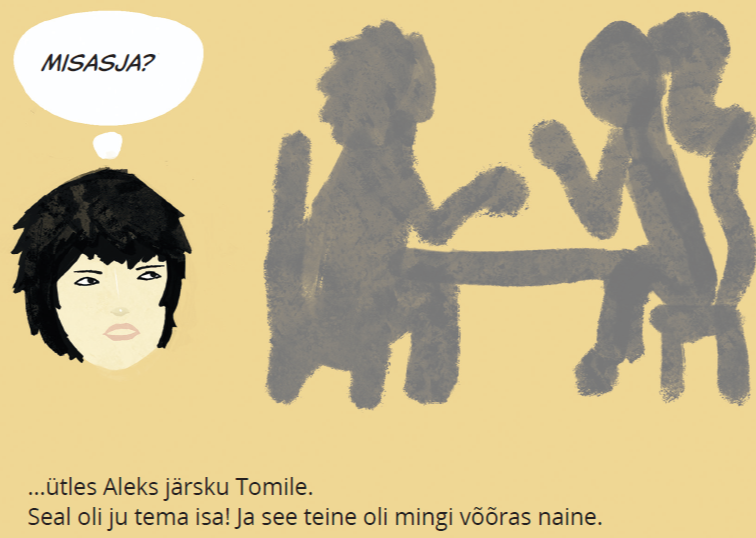 MISASJA?
...ütles Aleks järsku Tomile.
Seal oli ju tema isa! Ja see teine oli mingi võõras naine.